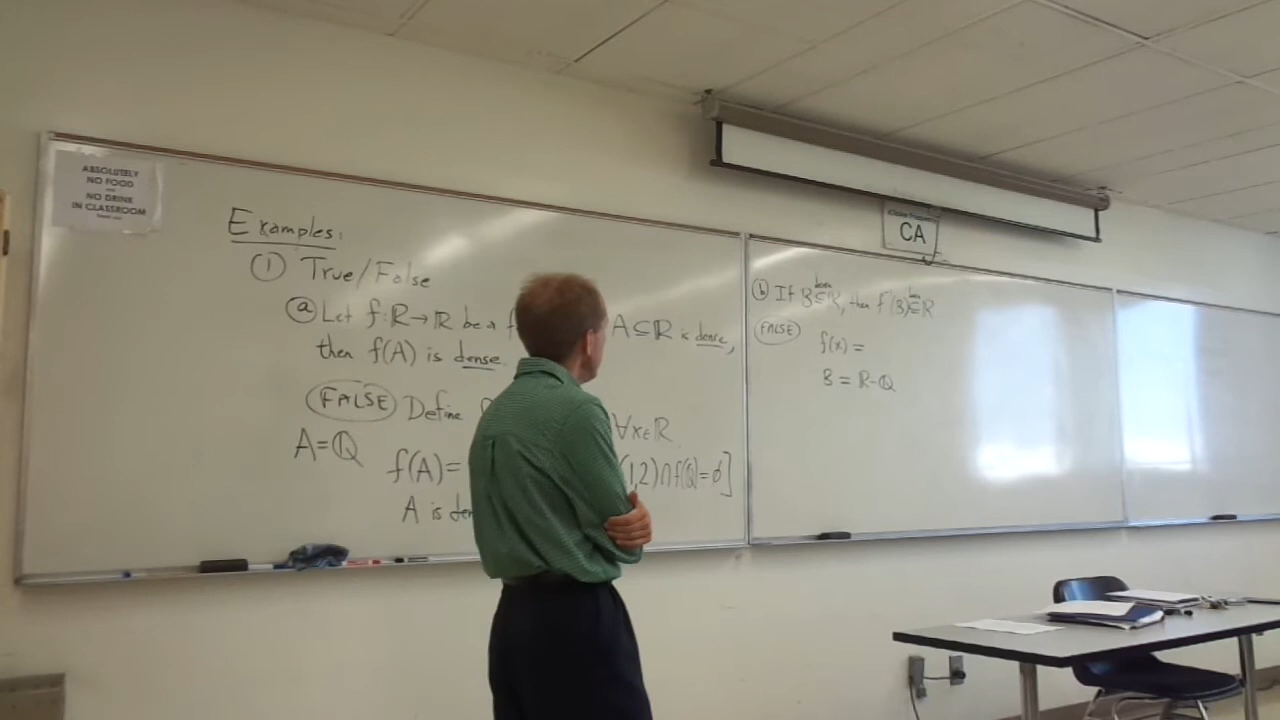 ABSOLUTELY
NO FOOD
NO DRINK
IN CLASSROOM
Examples:
① True/False
ⓐ Let f: ℝ→ℝ be a f A⊆ℝ is dense,
then f(A) is dense.
FALSE Define ∀x∈ℝ
A=ℚ f(A)= (1,2)∩f(ℚ)=ϕ]
A is den
CA
ⓑ If B⊆ℝ, then f⁻¹(B)⊆ℝ
FALSE f(x)=
B = ℝ-ℚ